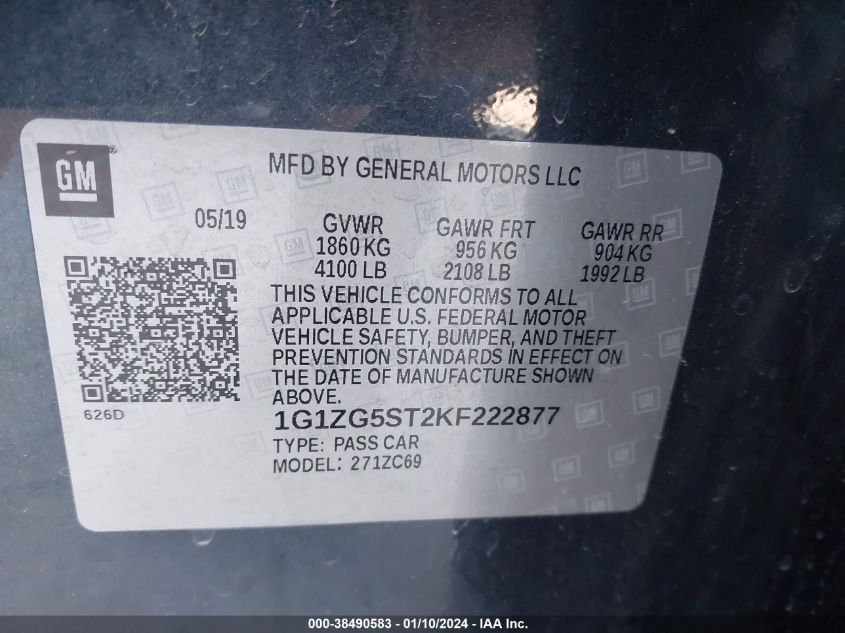 GM®
MFD BY GENERAL MOTORS LLC
05/19 GVWR GAWR FRT GAWR RR
1860 KG 956 KG 904 KG
4100 LB 2108 LB 1992 LB
THIS VEHICLE CONFORMS TO ALL
APPLICABLE U.S. FEDERAL MOTOR
VEHICLE SAFETY, BUMPER, AND THEFT
PREVENTION STANDARDS IN EFFECT ON
THE DATE OF MANUFACTURE SHOWN
ABOVE.
626D
1G1ZG5ST2KF222877
TYPE: PASS CAR
MODEL: 271ZC69
000-38490583 - 01/10/2024 - IAA Inc.